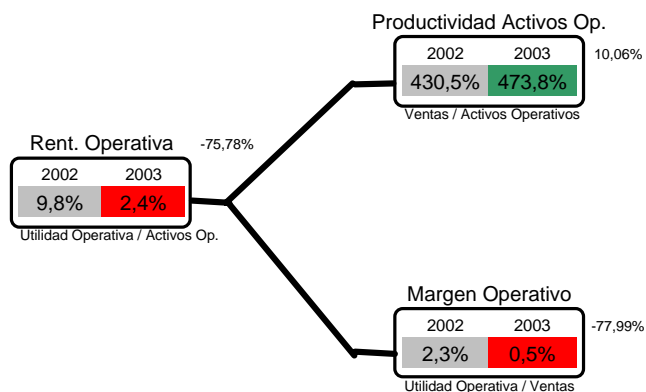 Productividad Activos Op.
2002 2003 10,06%
430,5% 473,8%
Ventas / Activos Operativos
Rent. Operativa -75,78%
2002 2003
9,8% 2,4%
Utilidad Operativa / Activos Op.
Margen Operativo
2002 2003 -77,99%
2,3% 0,5%
Utilidad Operativa / Ventas